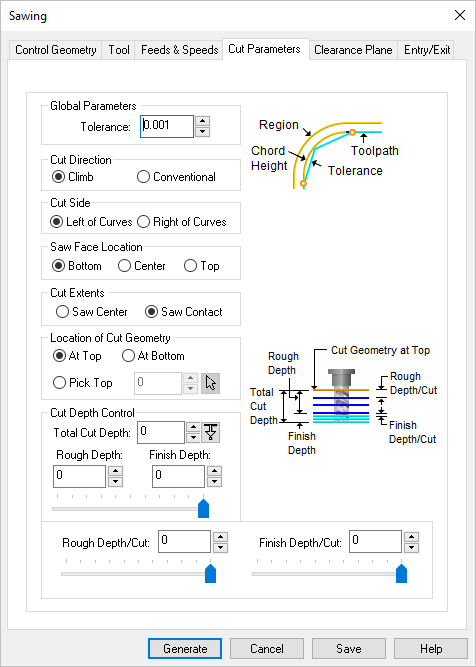 Sawing
Control Geometry Tool Feeds & Speeds Cut Parameters Clearance Plane Entry/Exit
Global Parameters
Tolerance: 0.001
Region
Toolpath
Chord
Height
Tolerance
Cut Direction
Climb Conventional
Cut Side
Left of Curves Right of Curves
Saw Face Location
Bottom Center Top
Cut Extents
Saw Center Saw Contact
Location of Cut Geometry
At Top At Bottom
Pick Top 0
Cut Geometry at Top
Rough
Depth
Total
Cut
Depth
Finish
Depth
Rough
Depth/Cut
Finish
Depth/Cut
Cut Depth Control
Total Cut Depth: 0
Rough Depth: Finish Depth:
0 0
Rough Depth/Cut: 0 Finish Depth/Cut: 0
Generate Cancel Save Help